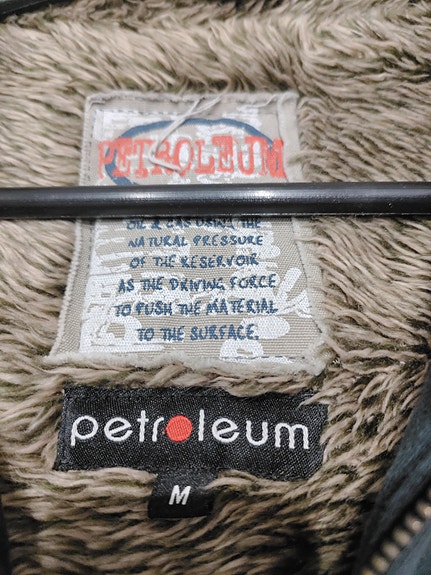 PETROLEUM
OIL & GAS USING THE
NATURAL PRESSURE
OF THE RESERVOIR
AS THE DRIVING FORCE
TO PUSH THE MATERIAL
TO THE SURFACE.
petroleum
M